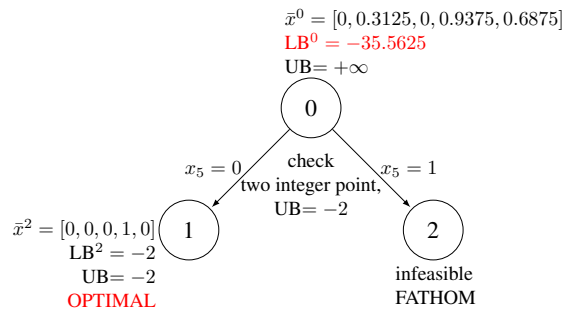 x̄⁰ = [0, 0.3125, 0, 0.9375, 0.6875]
LB⁰ = −35.5625
UB= +∞
0
x₅ = 0
check
x₅ = 1
two integer point,
UB= −2
x̄² = [0, 0, 0, 1, 0]
LB² = −2
UB= −2
OPTIMAL
1
2
infeasible
FATHOM